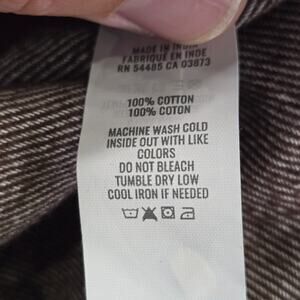 MADE IN INDIA
FABRIQUÉ EN INDE
RN 54485 CA 03873
100% COTTON
100% COTON
MACHINE WASH COLD
INSIDE OUT WITH LIKE
COLORS
DO NOT BLEACH
TUMBLE DRY LOW
COOL IRON IF NEEDED